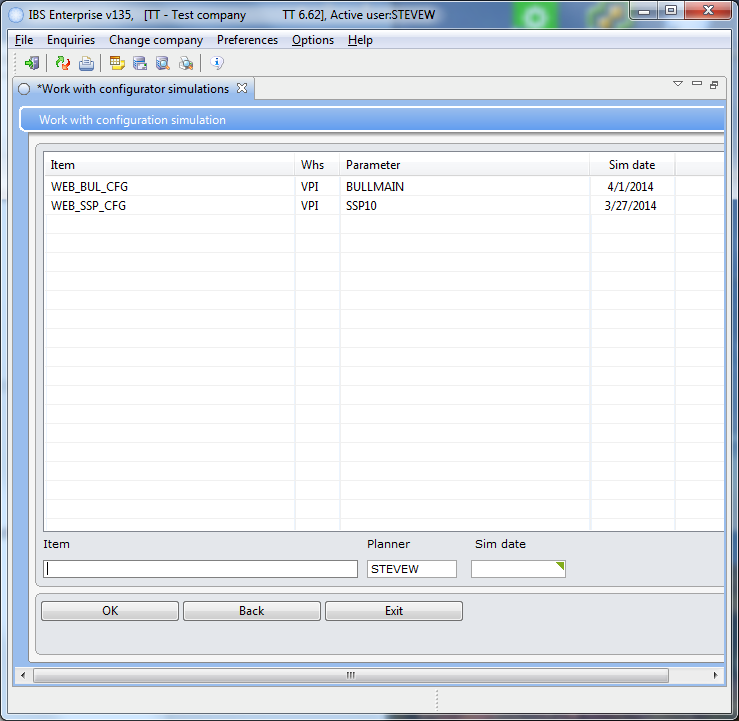 IBS Enterprise v135, [TT - Test company TT 6.62], Active user:STEVEW
File Enquiries Change company Preferences Options Help
*Work with configurator simulations
Work with configuration simulation
Item Whs Parameter Sim date
WEB_BUL_CFG VPI BULLMAIN 4/1/2014
WEB_SSP_CFG VPI SSP10 3/27/2014
Item Planner Sim date
STEVEW
OK Back Exit